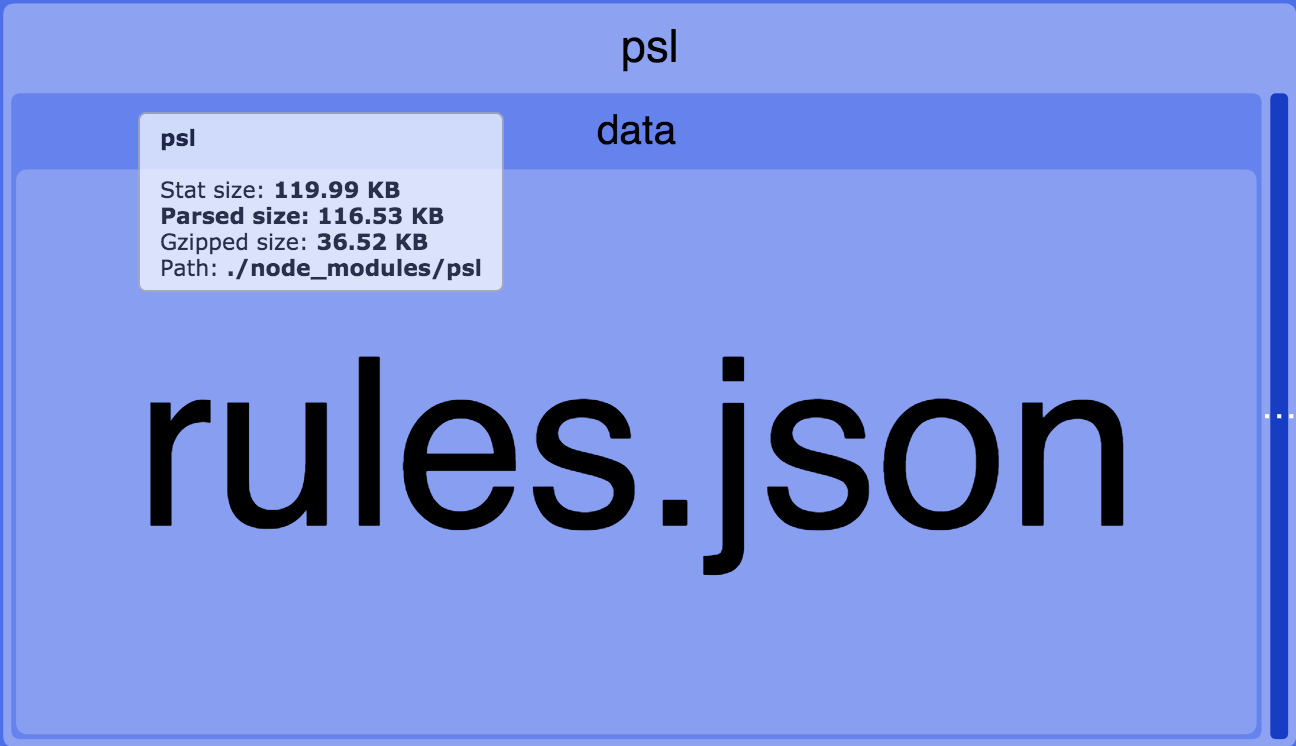 psl
data
psl
Stat size: 119.99 KB
Parsed size: 116.53 KB
Gzipped size: 36.52 KB
Path: ./node_modules/psl
rules.json
...